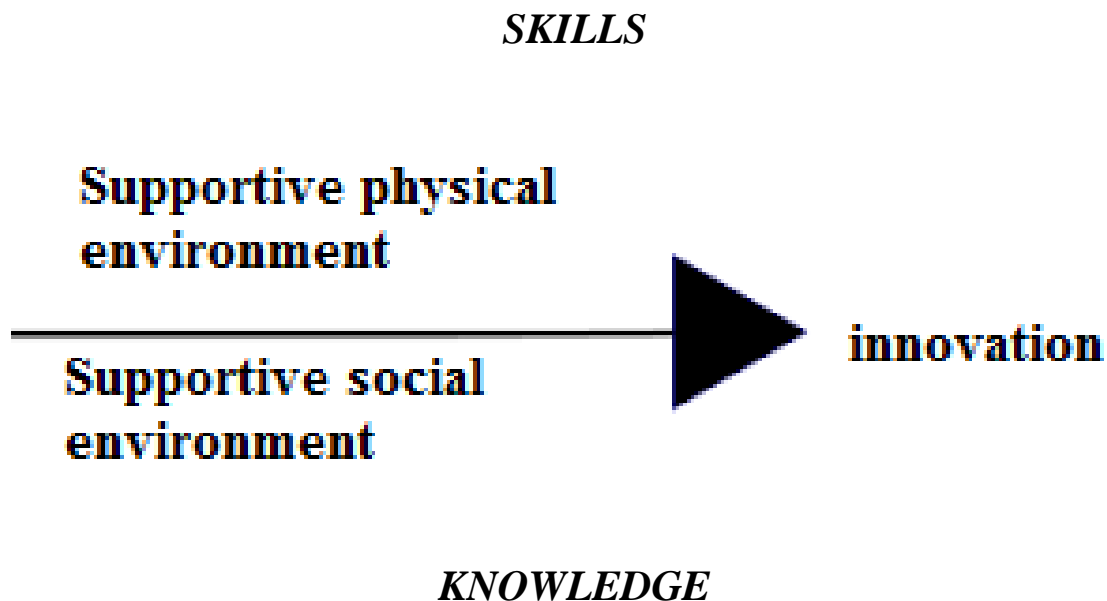 SKILLS
Supportive physical
environment
innovation
Supportive social
environment
KNOWLEDGE